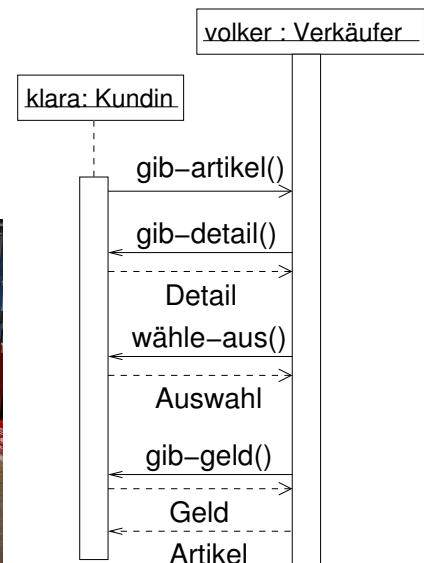 volker : Verkäufer
klara: Kundin
gib–artikel()
gib–detail()
Detail
wähle–aus()
Auswahl
gib–geld()
Geld
Artikel